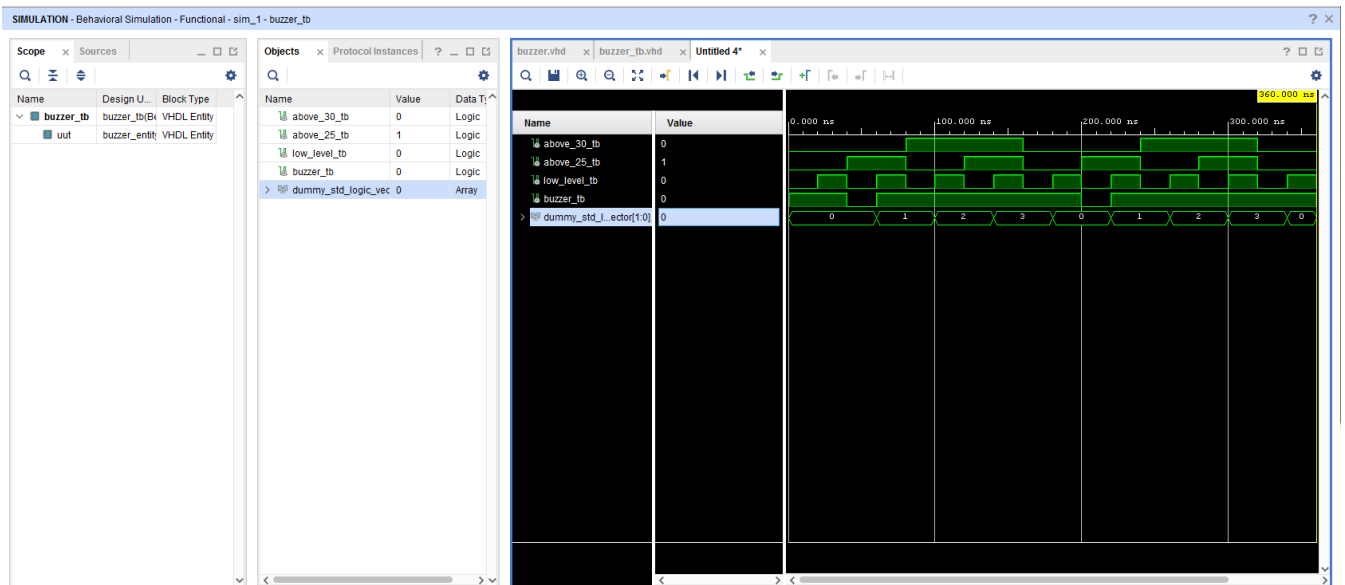 SIMULATION - Behavioral Simulation - Functional - sim_1 - buzzer_tb
Scope Sources
Name Design U... Block Type
buzzer_tb buzzer_tb(Be VHDL Entity
uut buzzer_entity VHDL Entity
Objects Protocol Instances
Name Value Data Ty
above_30_tb 0 Logic
above_25_tb 1 Logic
low_level_tb 0 Logic
buzzer_tb 0 Logic
dummy_std_logic_vec 0 Array
buzzer.vhd buzzer_tb.vhd Untitled 4*
360.000 ns
Name Value
0.000 ns 100.000 ns 200.000 ns 300.000 ns
above_30_tb 0
above_25_tb 1
low_level_tb 0
buzzer_tb 0
dummy_std_l...ector[1:0] 0 0 1 2 3 0 1 2 3 0